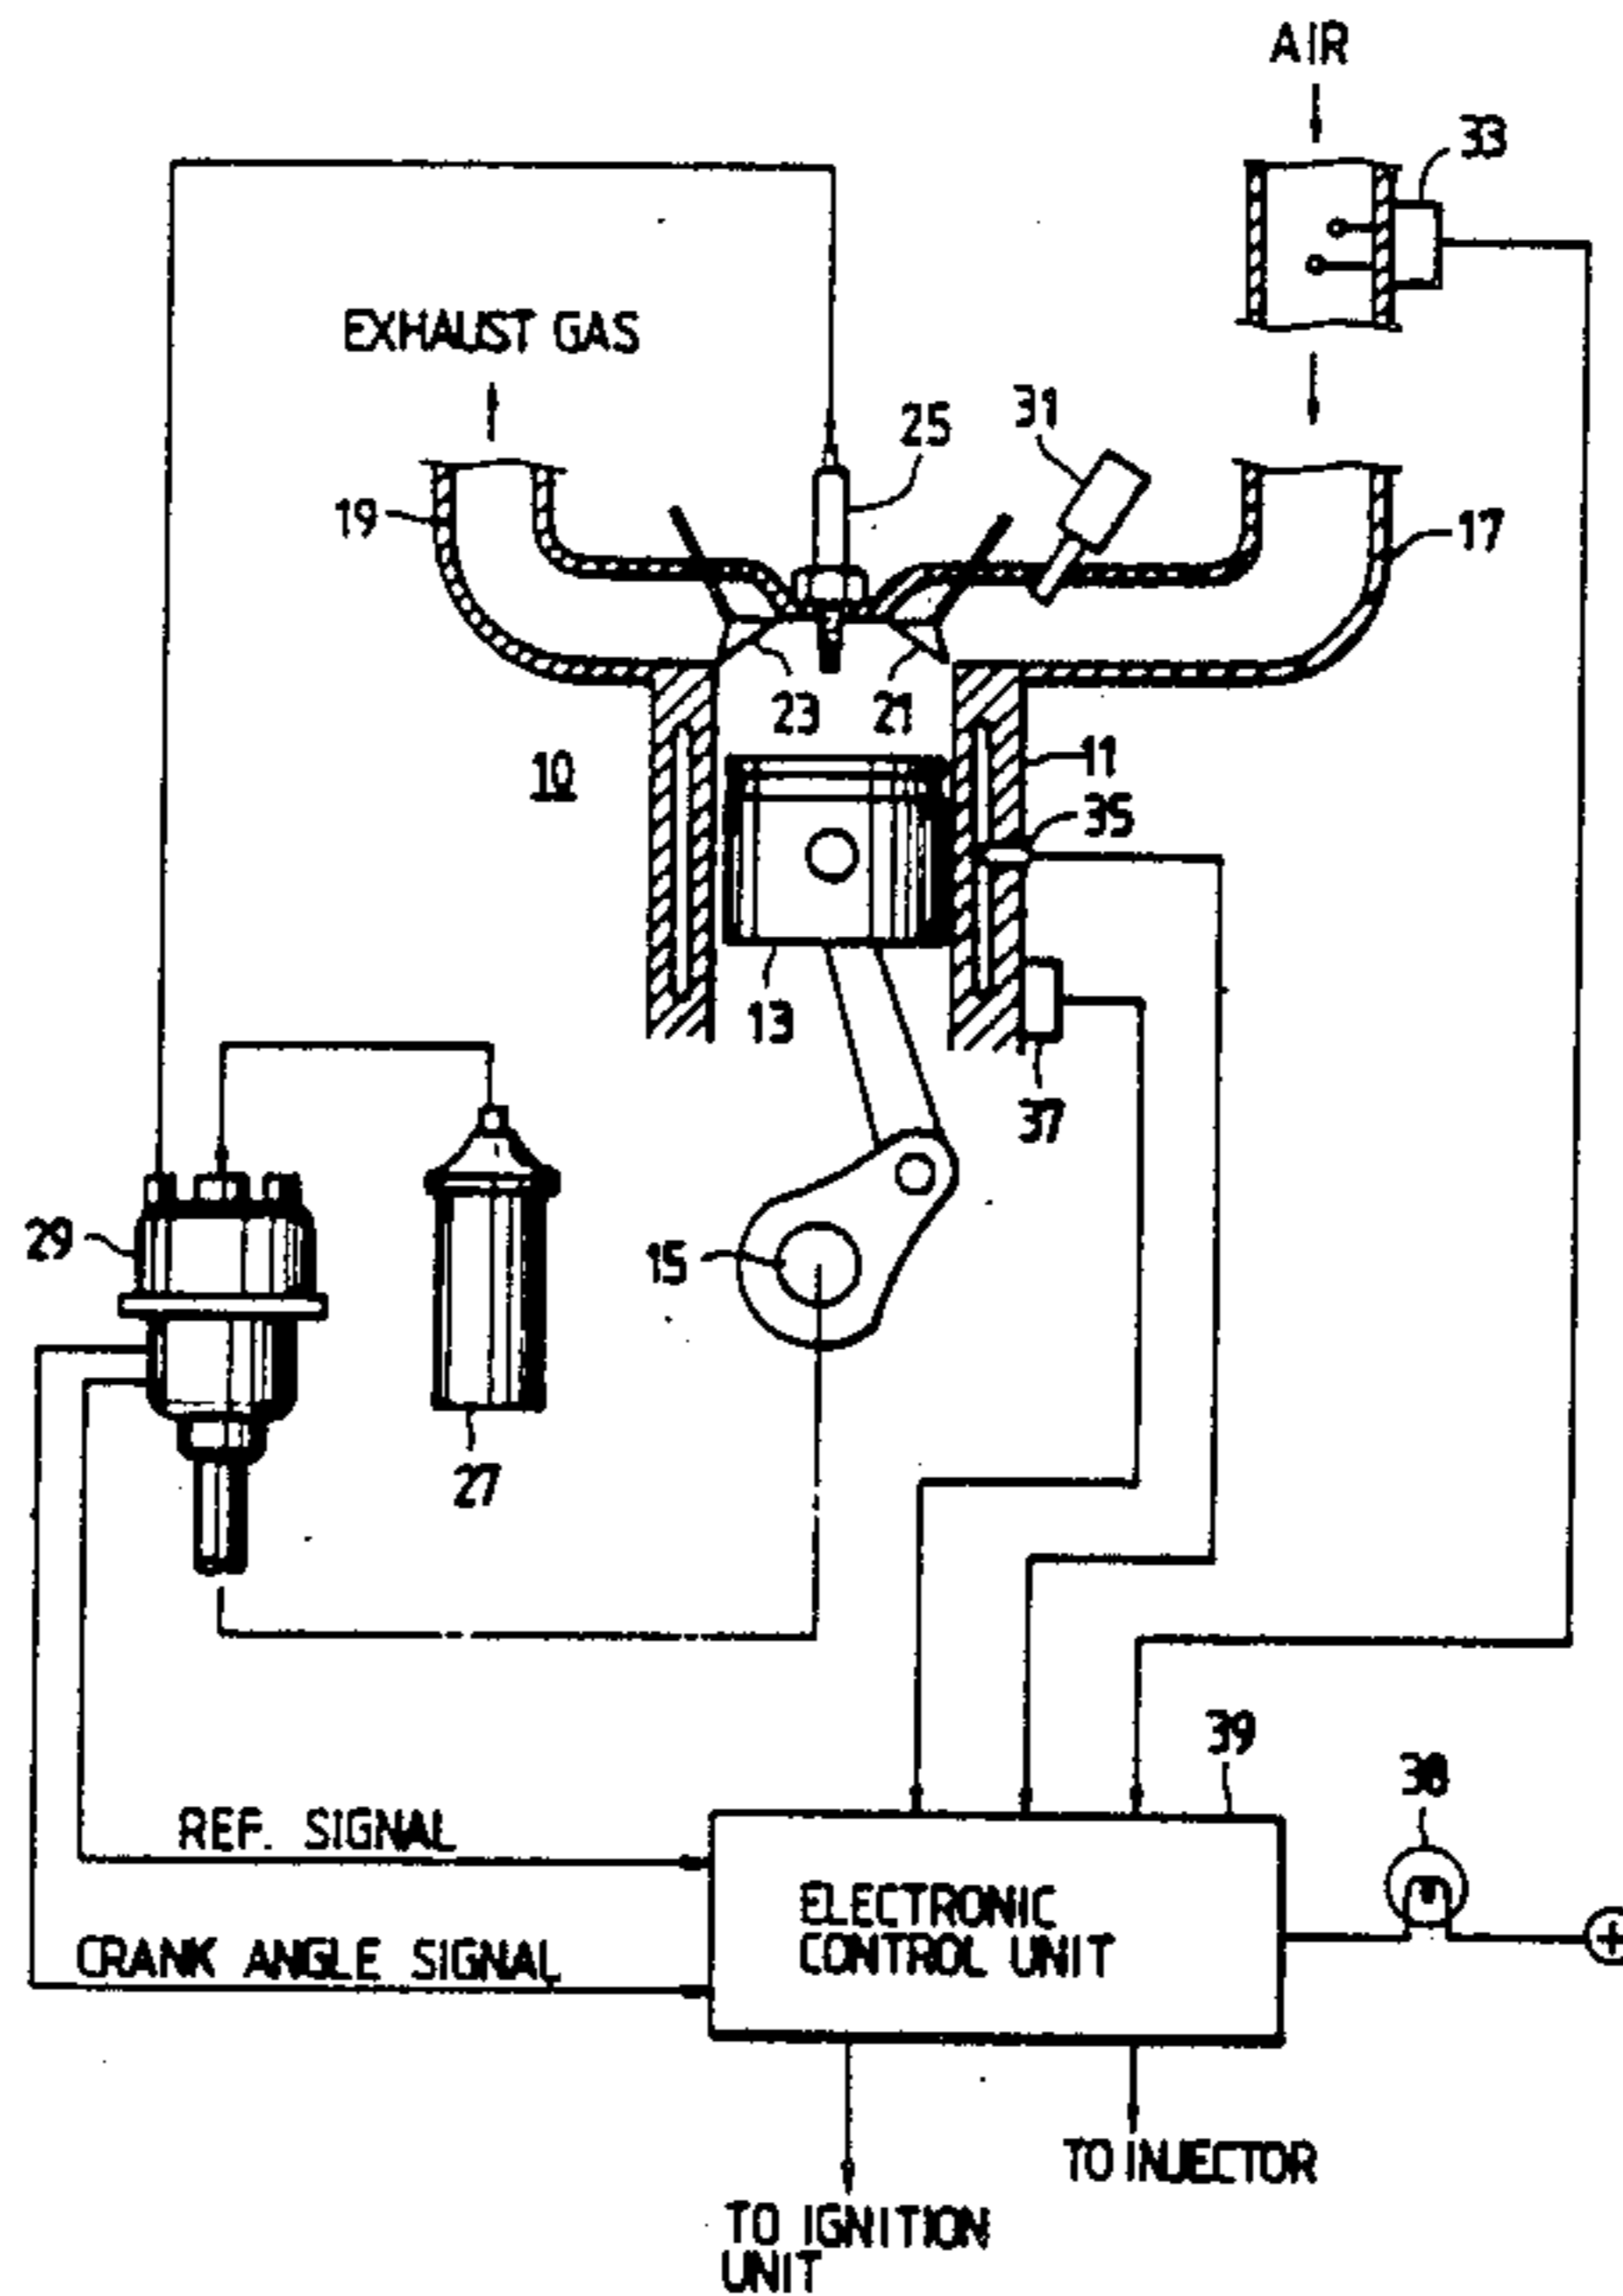 AIR
33
EXHAUST GAS
31
25
19
17
23
21
10
11
35
13
37
29
15
27
39
38
REF. SIGNAL
ELECTRONIC
CONTROL UNIT
CRANK ANGLE SIGNAL
+
TO INJECTOR
TO IGNITION
UNIT